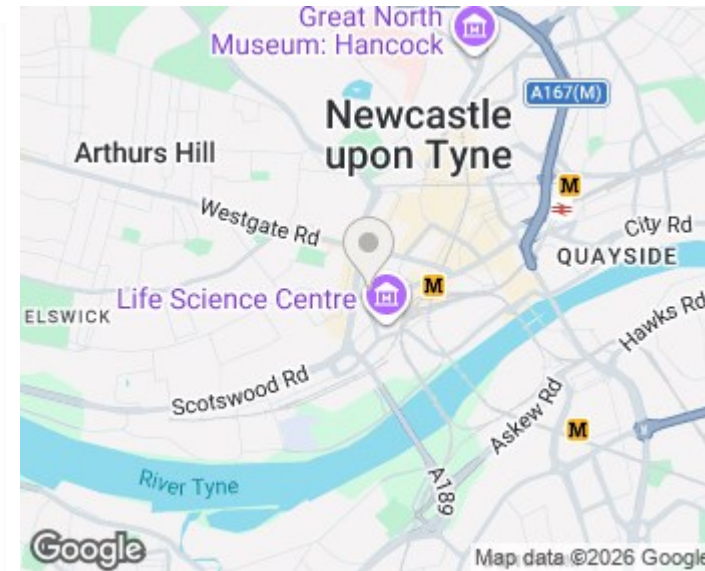 Great North
Museum: Hancock
A167(M)
Newcastle
upon Tyne
Arthurs Hill
M
Westgate Rd
City Rd
QUAYSIDE
M
Life Science Centre
ELSWICK
Hawks Rd
Scotswood Rd
Askew Rd
M
River Tyne
A189
Google
Map data ©2026 Google